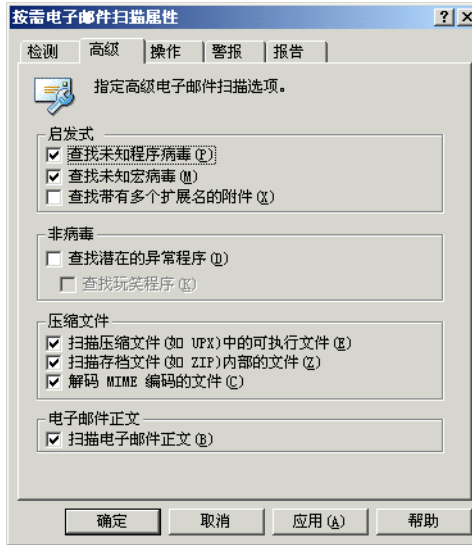 按需电子邮件扫描属性
检测 高级 操作 警报 报告
指定高级电子邮件扫描选项。
启发式
查找未知程序病毒(P)
查找未知宏病毒(M)
查找带有多个扩展名的附件(X)
非病毒
查找潜在的异常程序(D)
查找玩笑程序(K)
压缩文件
扫描压缩文件(如 UPX)中的可执行文件(E)
扫描存档文件(如 ZIP)内部的文件(Z)
解码 MIME 编码的文件(C)
电子邮件正文
扫描电子邮件正文(B)
确定 取消 应用(A) 帮助